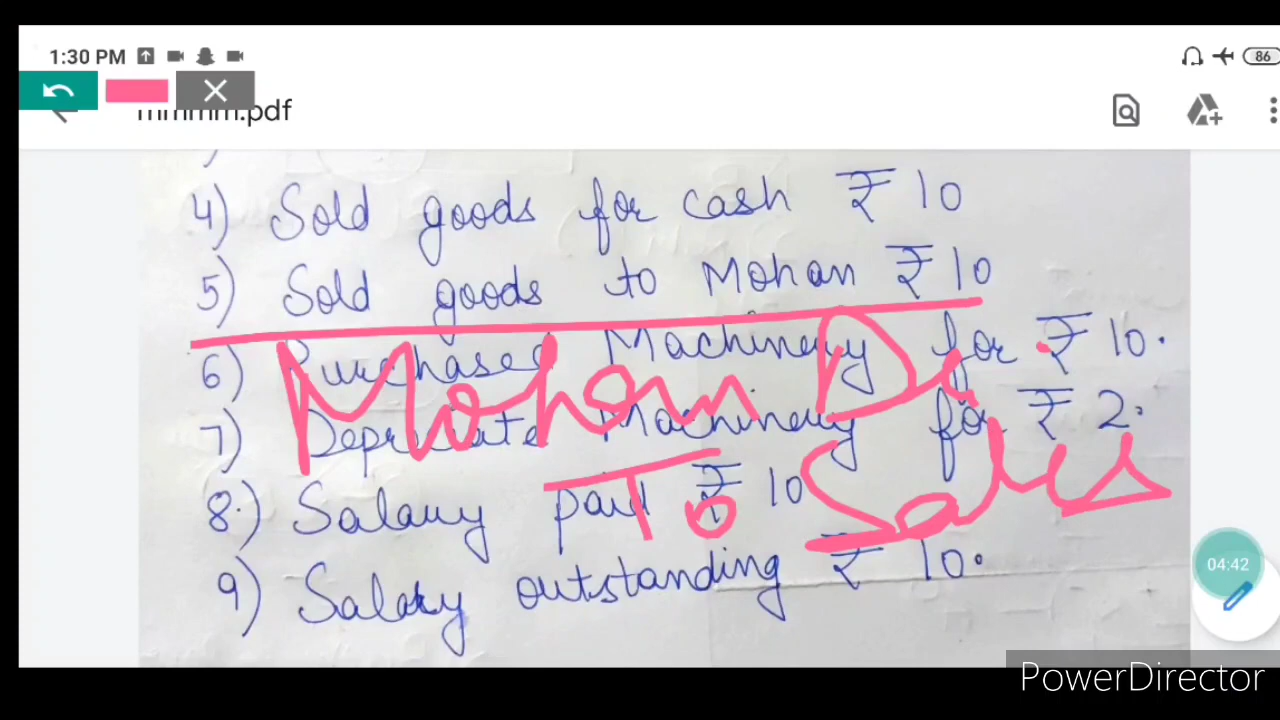 1:30 PM
86
mmmm.pdf
4) Sold goods for cash ₹ 10
5) Sold goods to Mohan ₹ 10
6) Purchased Machinery for ₹ 10.
Mohan Dr.
7) Depreciate Machinery for ₹ 2.
To Sales
8.) Salary paid ₹ 10
9) Salary outstanding ₹ 10.
04:42
PowerDirector